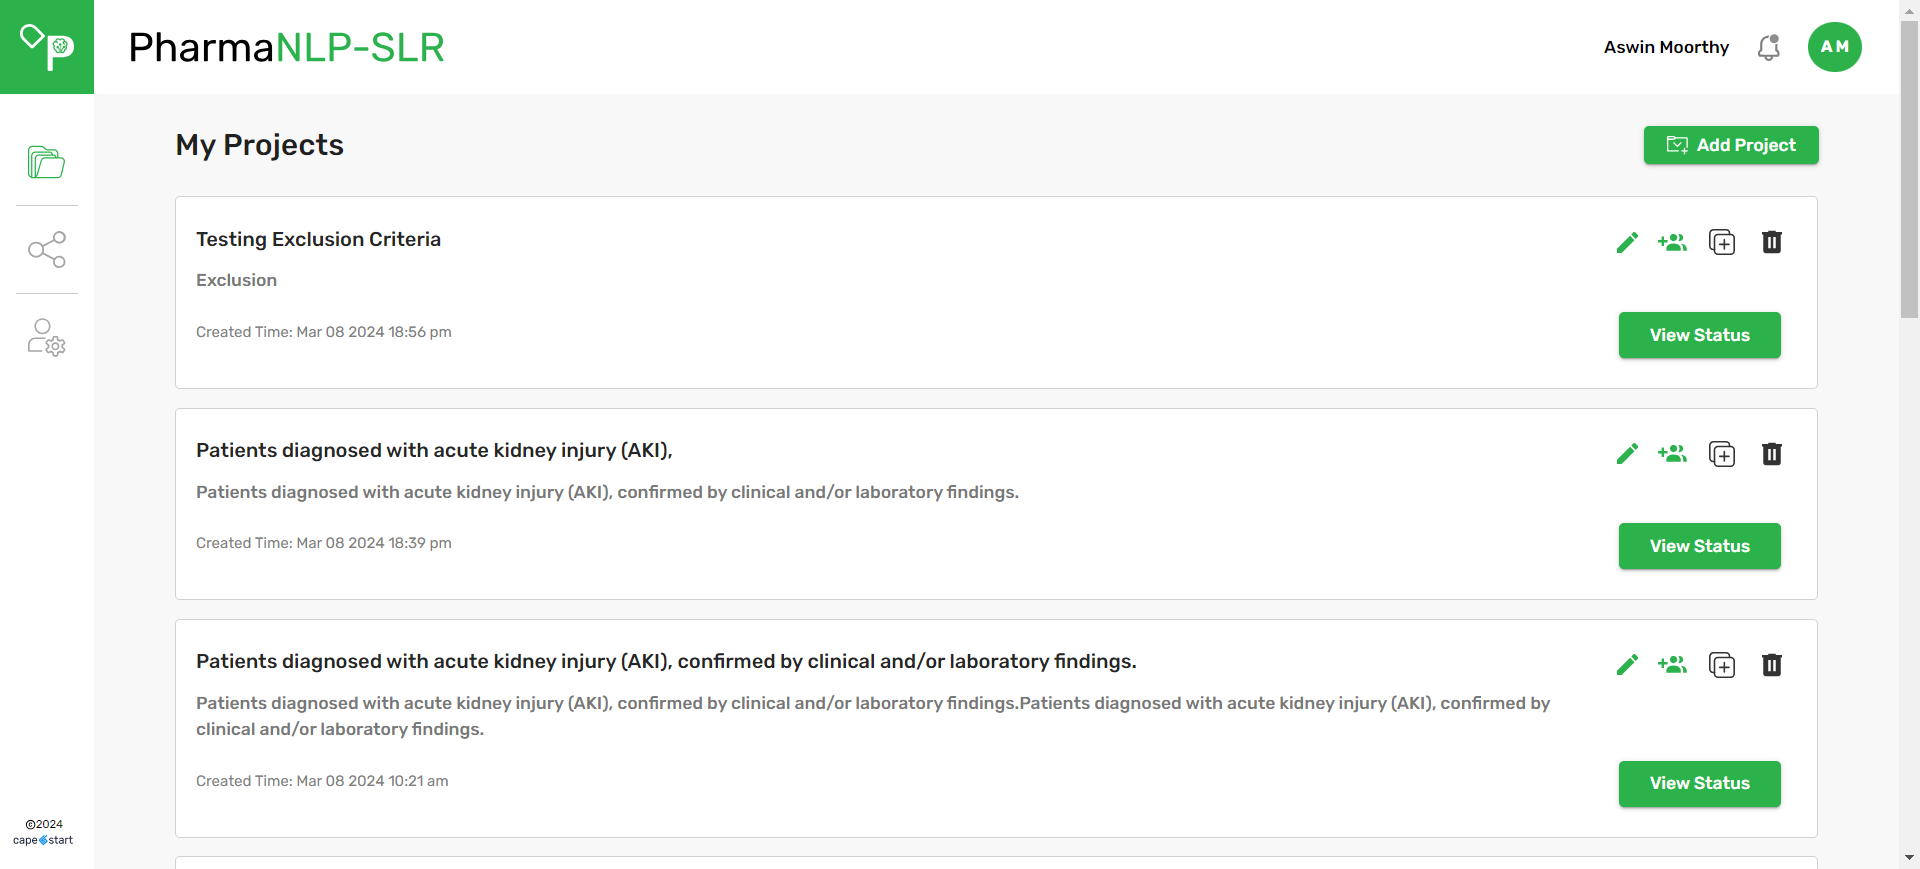 PharmaNLP-SLR
Aswin Moorthy
AM
My Projects
Add Project
Testing Exclusion Criteria
Exclusion
Created Time: Mar 08 2024 18:56 pm
View Status
Patients diagnosed with acute kidney injury (AKI),
Patients diagnosed with acute kidney injury (AKI), confirmed by clinical and/or laboratory findings.
Created Time: Mar 08 2024 18:39 pm
View Status
Patients diagnosed with acute kidney injury (AKI), confirmed by clinical and/or laboratory findings.
Patients diagnosed with acute kidney injury (AKI), confirmed by clinical and/or laboratory findings.Patients diagnosed with acute kidney injury (AKI), confirmed by
clinical and/or laboratory findings.
Created Time: Mar 08 2024 10:21 am
View Status
©2024
cape start